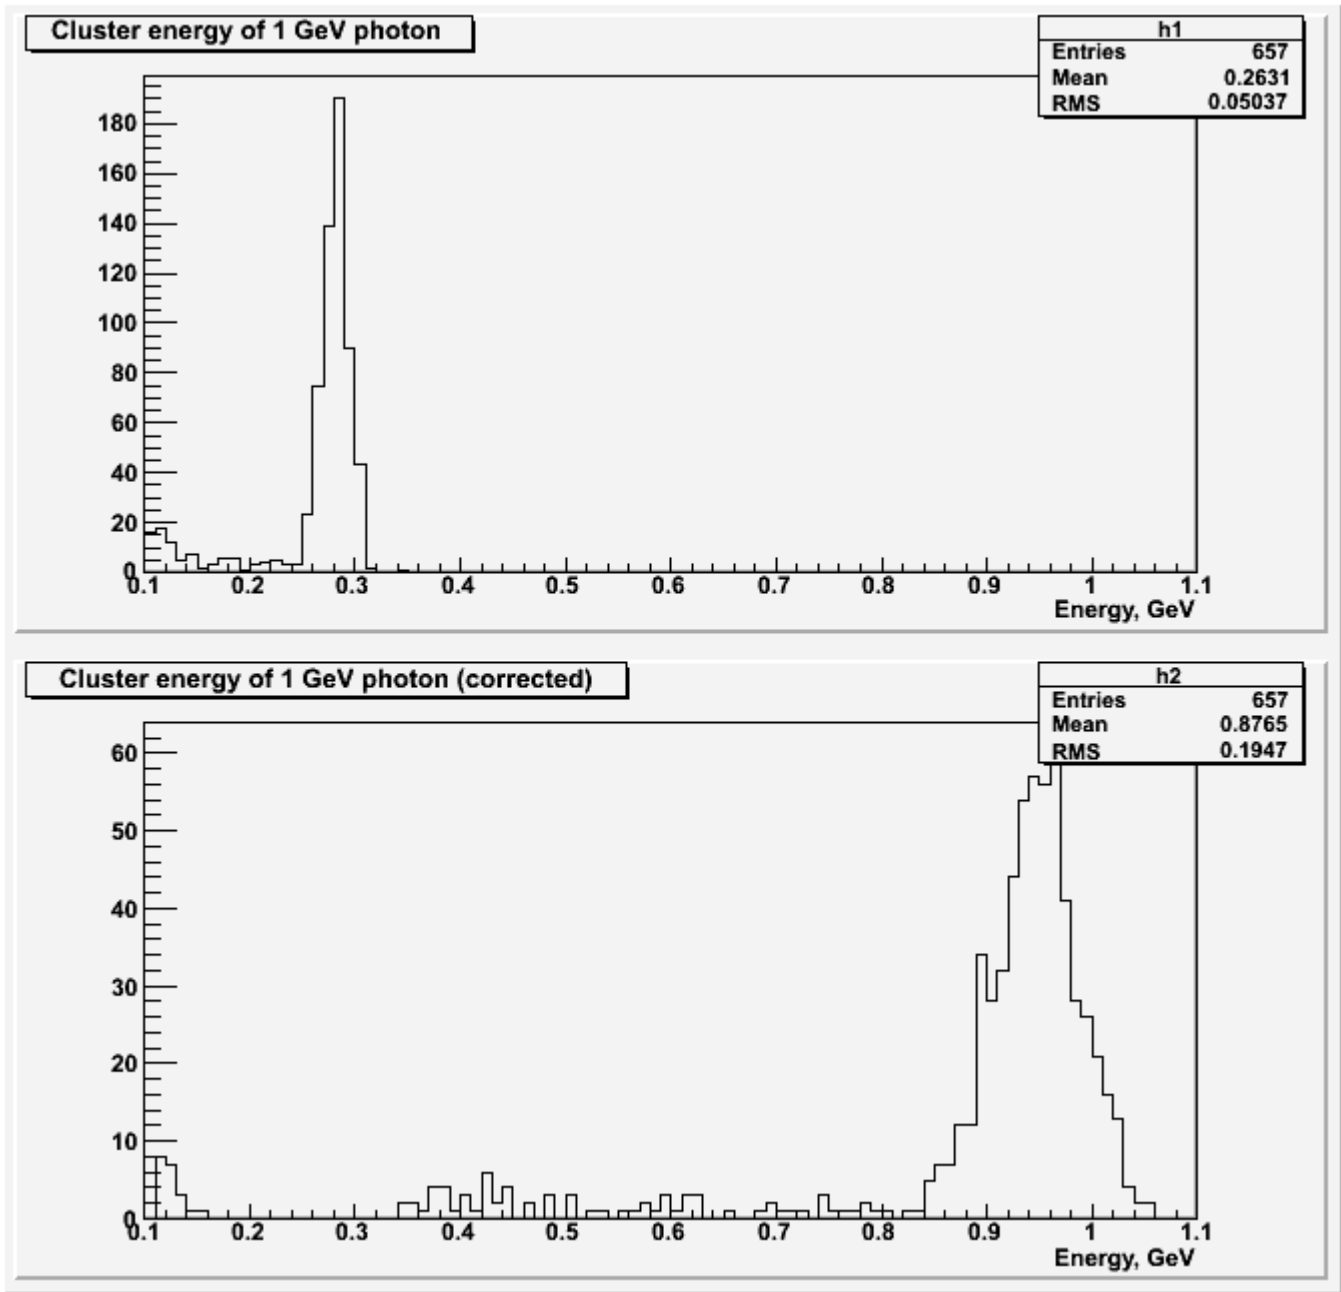 Cluster energy of 1 GeV photon
h1
Entries 657
Mean 0.2631
RMS 0.05037
180
160
140
120
100
80
60
40
20
0
0.1 0.2 0.3 0.4 0.5 0.6 0.7 0.8 0.9 1 1.1
Energy, GeV
Cluster energy of 1 GeV photon (corrected)
h2
Entries 657
Mean 0.8765
RMS 0.1947
60
50
40
30
20
10
0
0.1 0.2 0.3 0.4 0.5 0.6 0.7 0.8 0.9 1 1.1
Energy, GeV